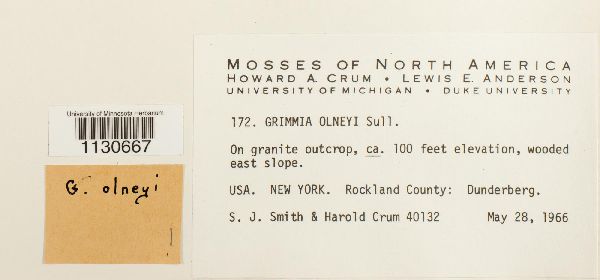 MOSSES OF NORTH AMERICA
HOWARD A. CRUM • LEWIS E. ANDERSON
UNIVERSITY OF MICHIGAN • DUKE UNIVERSITY
172. GRIMMIA OLNEYI Sull.
On granite outcrop, ca. 100 feet elevation, wooded
east slope.
USA. NEW YORK. Rockland County: Dunderberg.
S. J. Smith & Harold Crum 40132 May 28, 1966
University of Minnesota Herbarium
1130667
G. olneyi